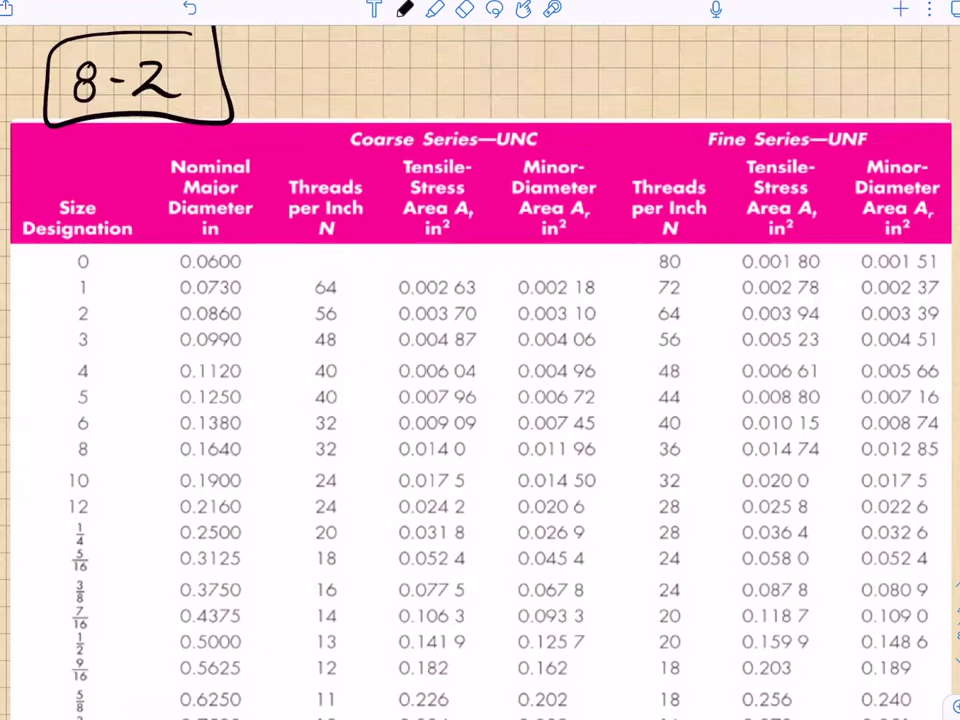 8-2
Coarse Series—UNC Fine Series—UNF
Size Designation Nominal Major Diameter in Threads per Inch N Tensile-Stress Area At in² Minor-Diameter Area Ar in² Threads per Inch N Tensile-Stress Area At in² Minor-Diameter Area Ar in²
0 0.0600 80 0.001 80 0.001 51
1 0.0730 64 0.002 63 0.002 18 72 0.002 78 0.002 37
2 0.0860 56 0.003 70 0.003 10 64 0.003 94 0.003 39
3 0.0990 48 0.004 87 0.004 06 56 0.005 23 0.004 51
4 0.1120 40 0.006 04 0.004 96 48 0.006 61 0.005 66
5 0.1250 40 0.007 96 0.006 72 44 0.008 80 0.007 16
6 0.1380 32 0.009 09 0.007 45 40 0.010 15 0.008 74
8 0.1640 32 0.014 0 0.011 96 36 0.014 74 0.012 85
10 0.1900 24 0.017 5 0.014 50 32 0.020 0 0.017 5
12 0.2160 24 0.024 2 0.020 6 28 0.025 8 0.022 6
1/4 0.2500 20 0.031 8 0.026 9 28 0.036 4 0.032 6
5/16 0.3125 18 0.052 4 0.045 4 24 0.058 0 0.052 4
3/8 0.3750 16 0.077 5 0.067 8 24 0.087 8 0.080 9
7/16 0.4375 14 0.106 3 0.093 3 20 0.118 7 0.109 0
1/2 0.5000 13 0.141 9 0.125 7 20 0.159 9 0.148 6
9/16 0.5625 12 0.182 0.162 18 0.203 0.189
5/8 0.6250 11 0.226 0.202 18 0.256 0.240